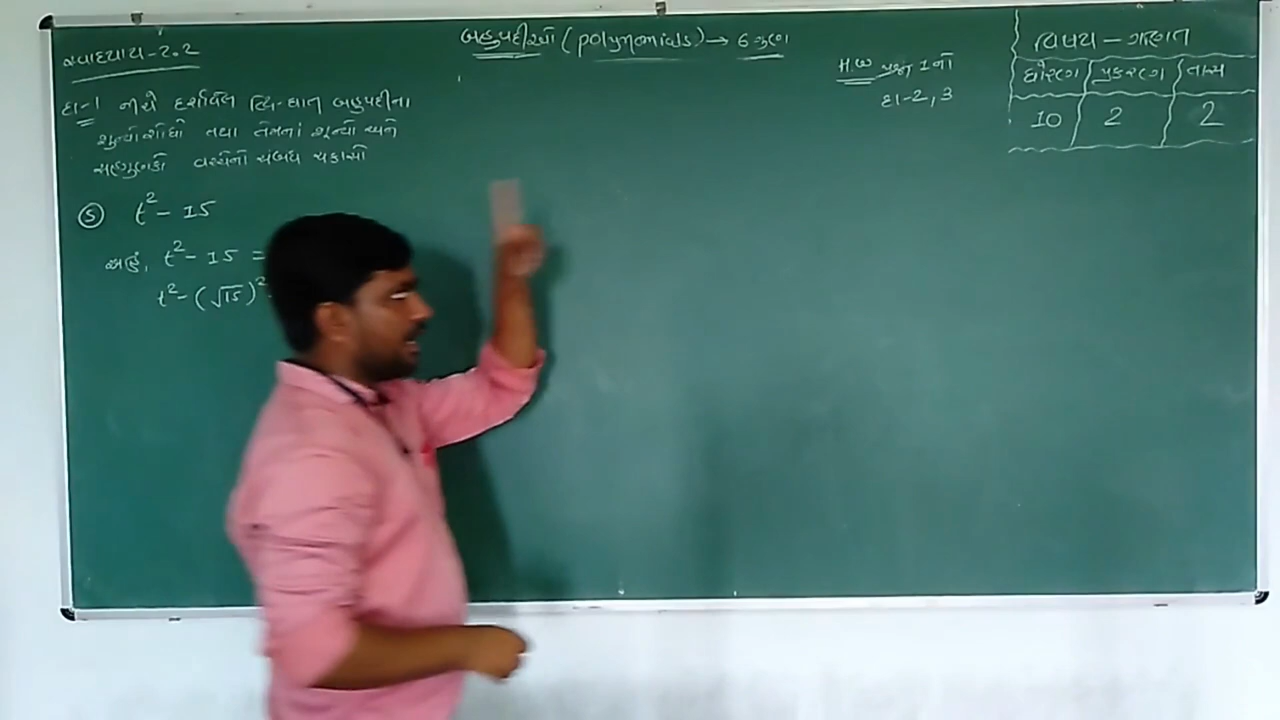 સ્વાધ્યાય-2.2
બહુપદીઓ (polynomials) → 6 ગુણ
H.W પ્રશ્ન 1નાં
દા-2,3
વિષય – ગણિત
ધોરણ પ્રકરણ તાસ
10 2 2
દા-1 નીચે દર્શાવેલ દ્વિ-ઘાત બહુપદીના
શૂન્યો શોધો તથા તેમનાં શૂન્યો અને
સહગુણકો વચ્ચેનો સંબંધ ચકાસો
5 t² - 15
અહીં, t² - 15 =
t² - (√15)²